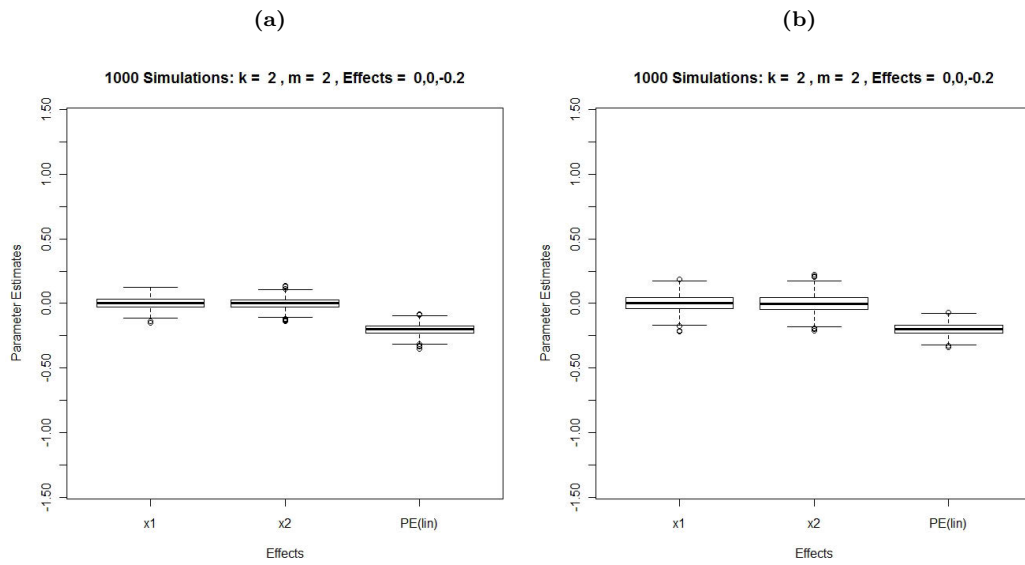 (a)
1000 Simulations: k = 2 , m = 2 , Effects = 0,0,-0.2
Parameter Estimates
1.50
1.00
0.50
0.00
-0.50
-1.00
-1.50
x1 x2 PE(lin)
Effects
(b)
1000 Simulations: k = 2 , m = 2 , Effects = 0,0,-0.2
Parameter Estimates
1.50
1.00
0.50
0.00
-0.50
-1.00
-1.50
x1 x2 PE(lin)
Effects